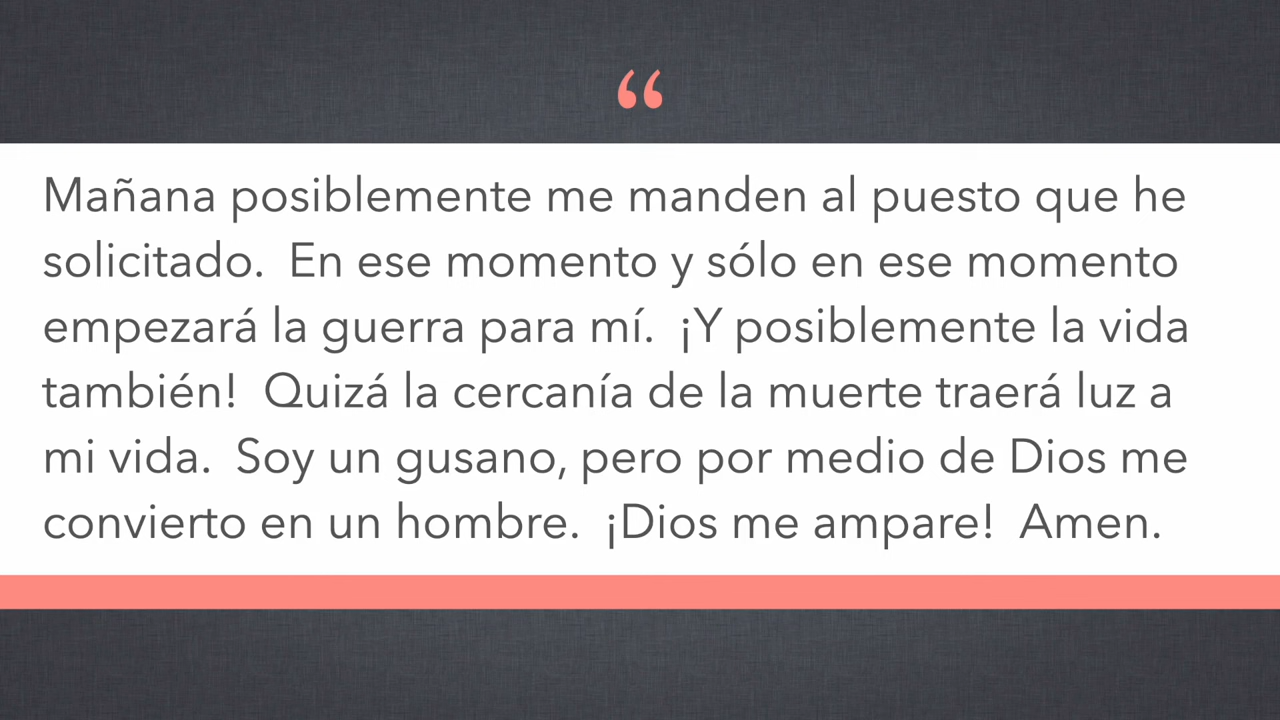 “
Mañana posiblemente me manden al puesto que he
solicitado.  En ese momento y sólo en ese momento
empezará la guerra para mí.  ¡Y posiblemente la vida
también!  Quizá la cercanía de la muerte traerá luz a
mi vida.  Soy un gusano, pero por medio de Dios me
convierto en un hombre.  ¡Dios me ampare!  Amen.